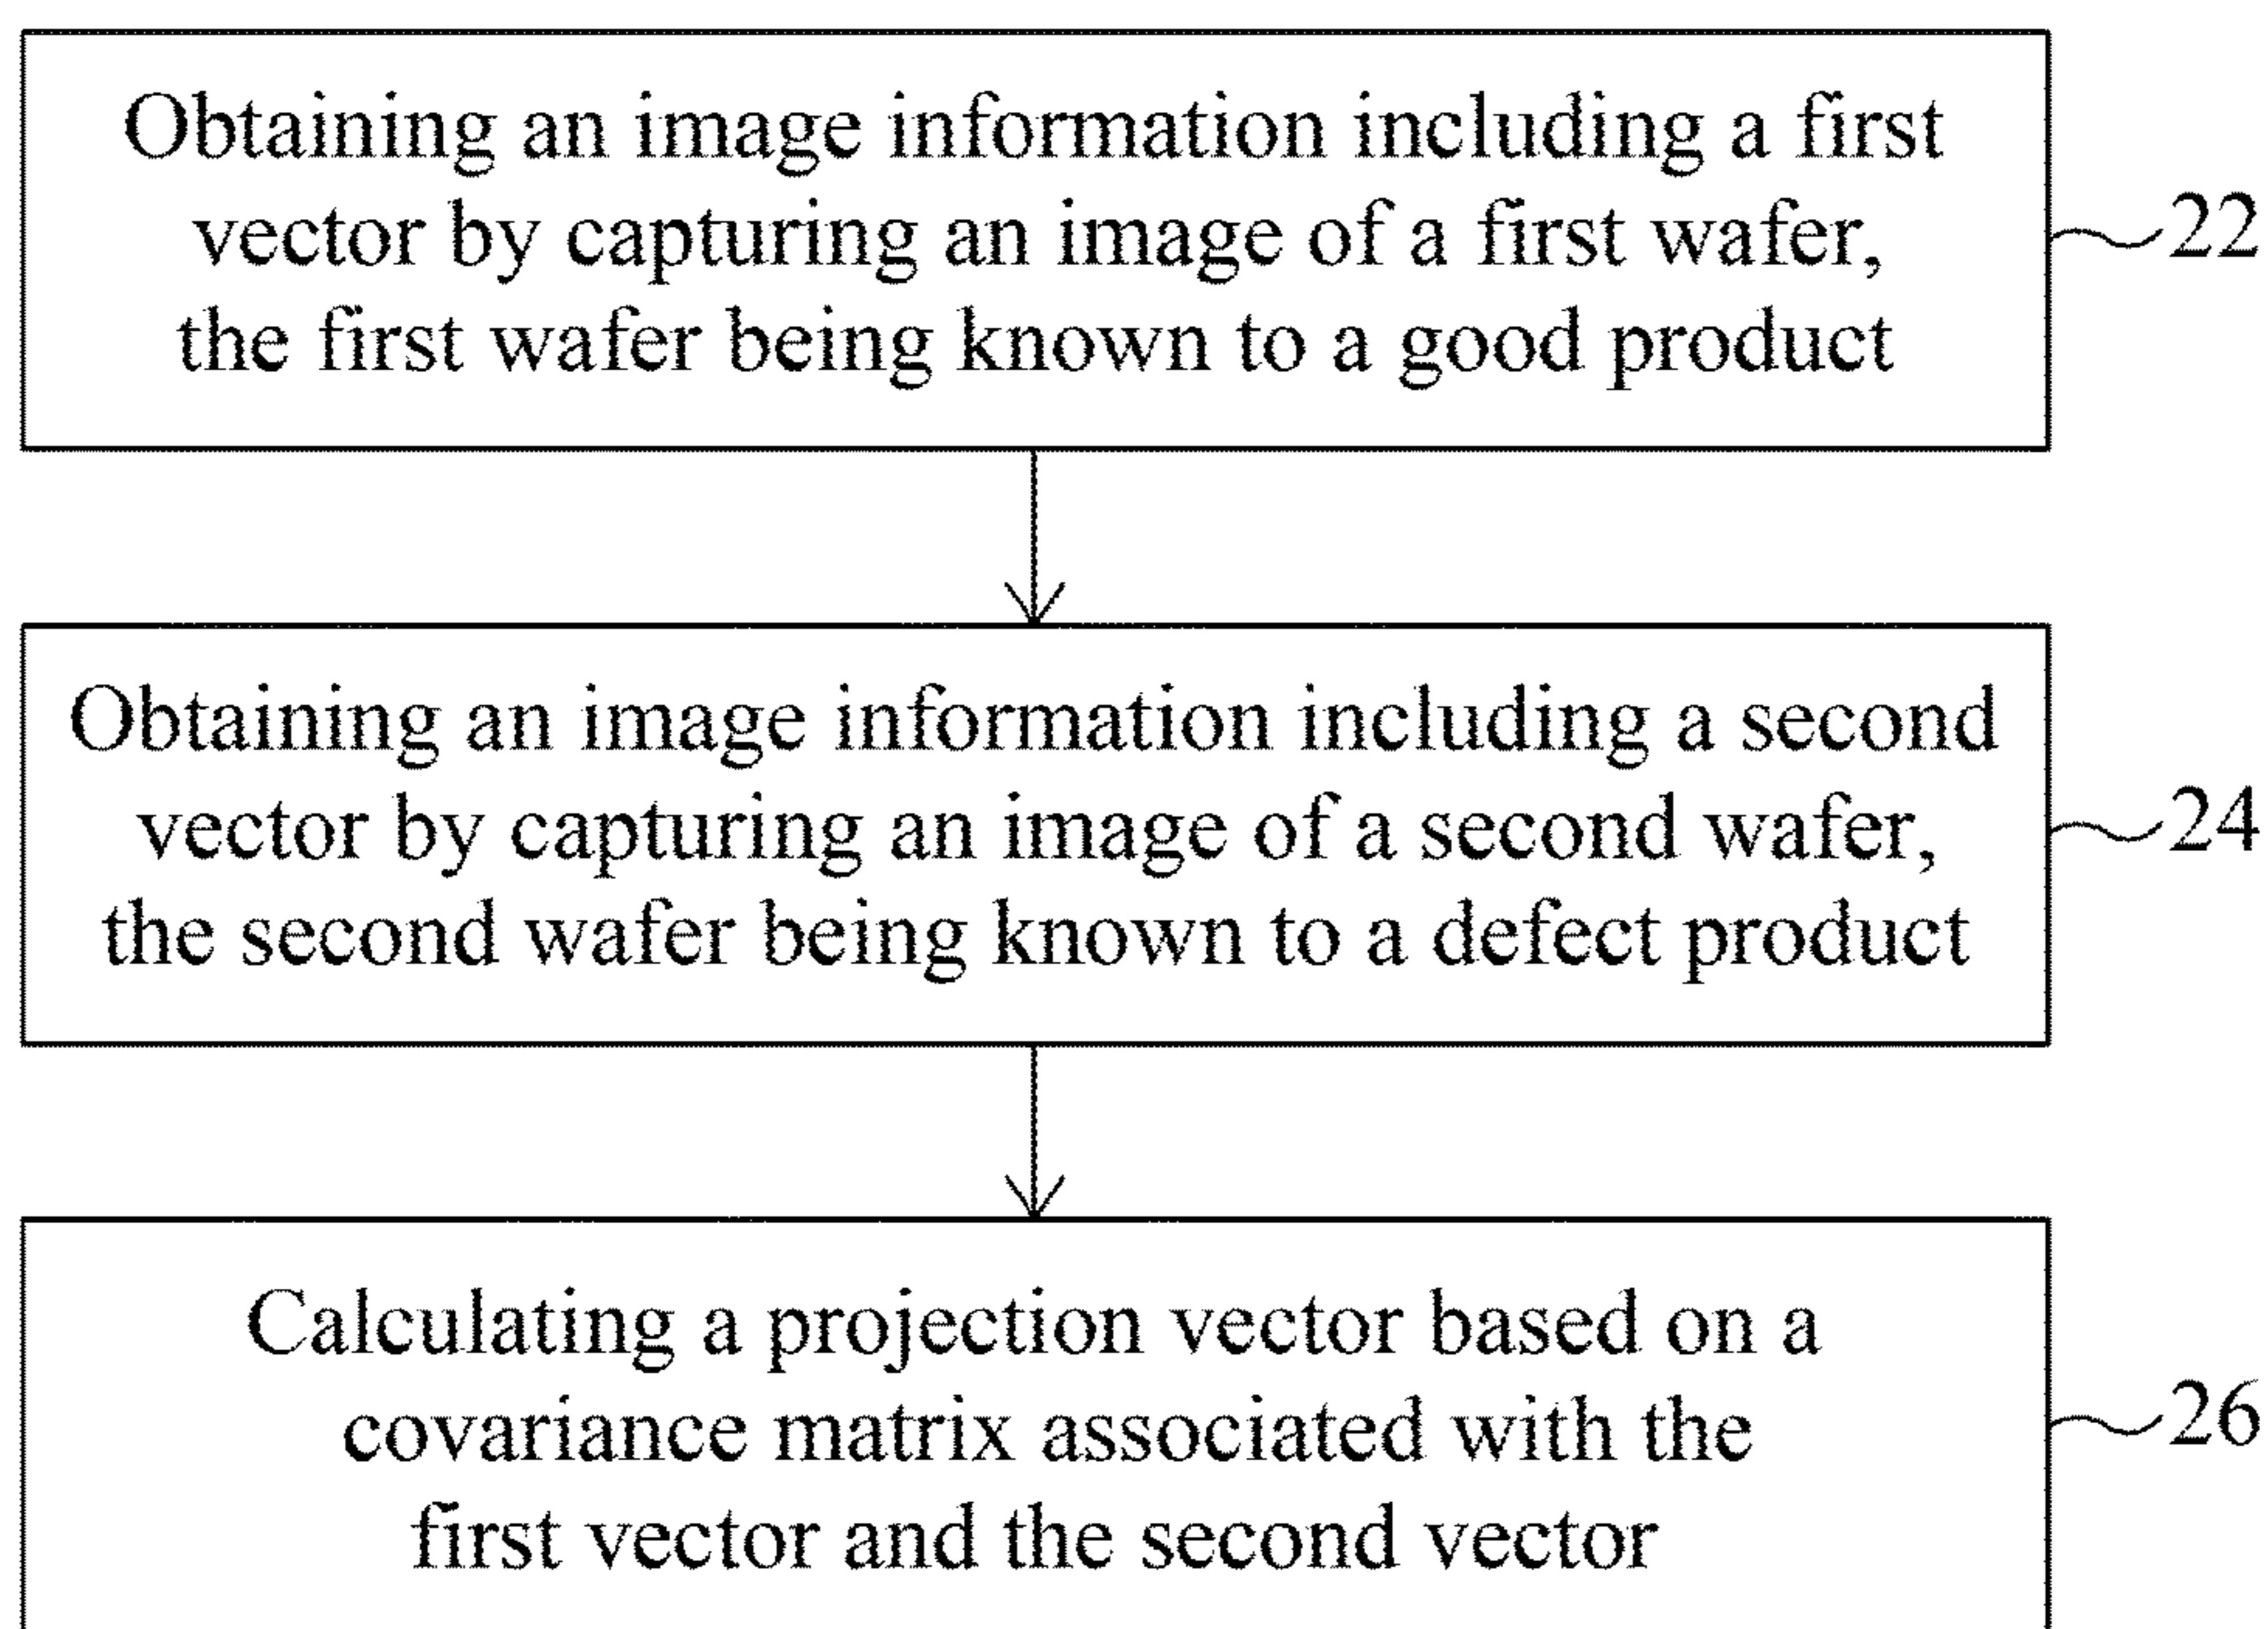 Obtaining an image information including a first
vector by capturing an image of a first wafer,
22
the first wafer being known to a good product
Obtaining an image information including a second
vector by capturing an image of a second wafer,
24
the second wafer being known to a defect product
Calculating a projection vector based on a
covariance matrix associated with the
26
first vector and the second vector